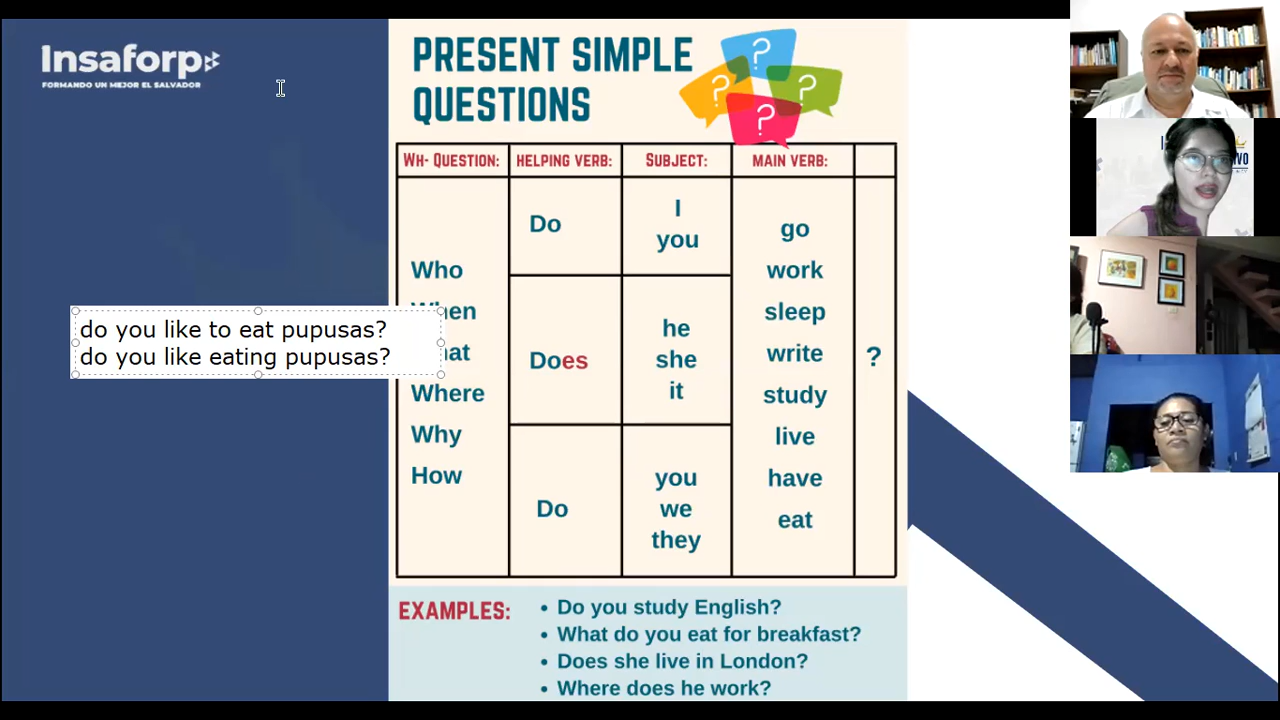 Insaforp
FORMANDO UN MEJOR EL SALVADOR
PRESENT SIMPLE
QUESTIONS
? ? ? ?
WH- QUESTION: HELPING VERB: SUBJECT: MAIN VERB:
Who
When
What
Where
Why
How
Do
Does
Do
I
you
he
she
it
you
we
they
go
work
sleep
write
study
live
have
eat
?
do you like to eat pupusas?
do you like eating pupusas?
EXAMPLES:
• Do you study English?
• What do you eat for breakfast?
• Does she live in London?
• Where does he work?